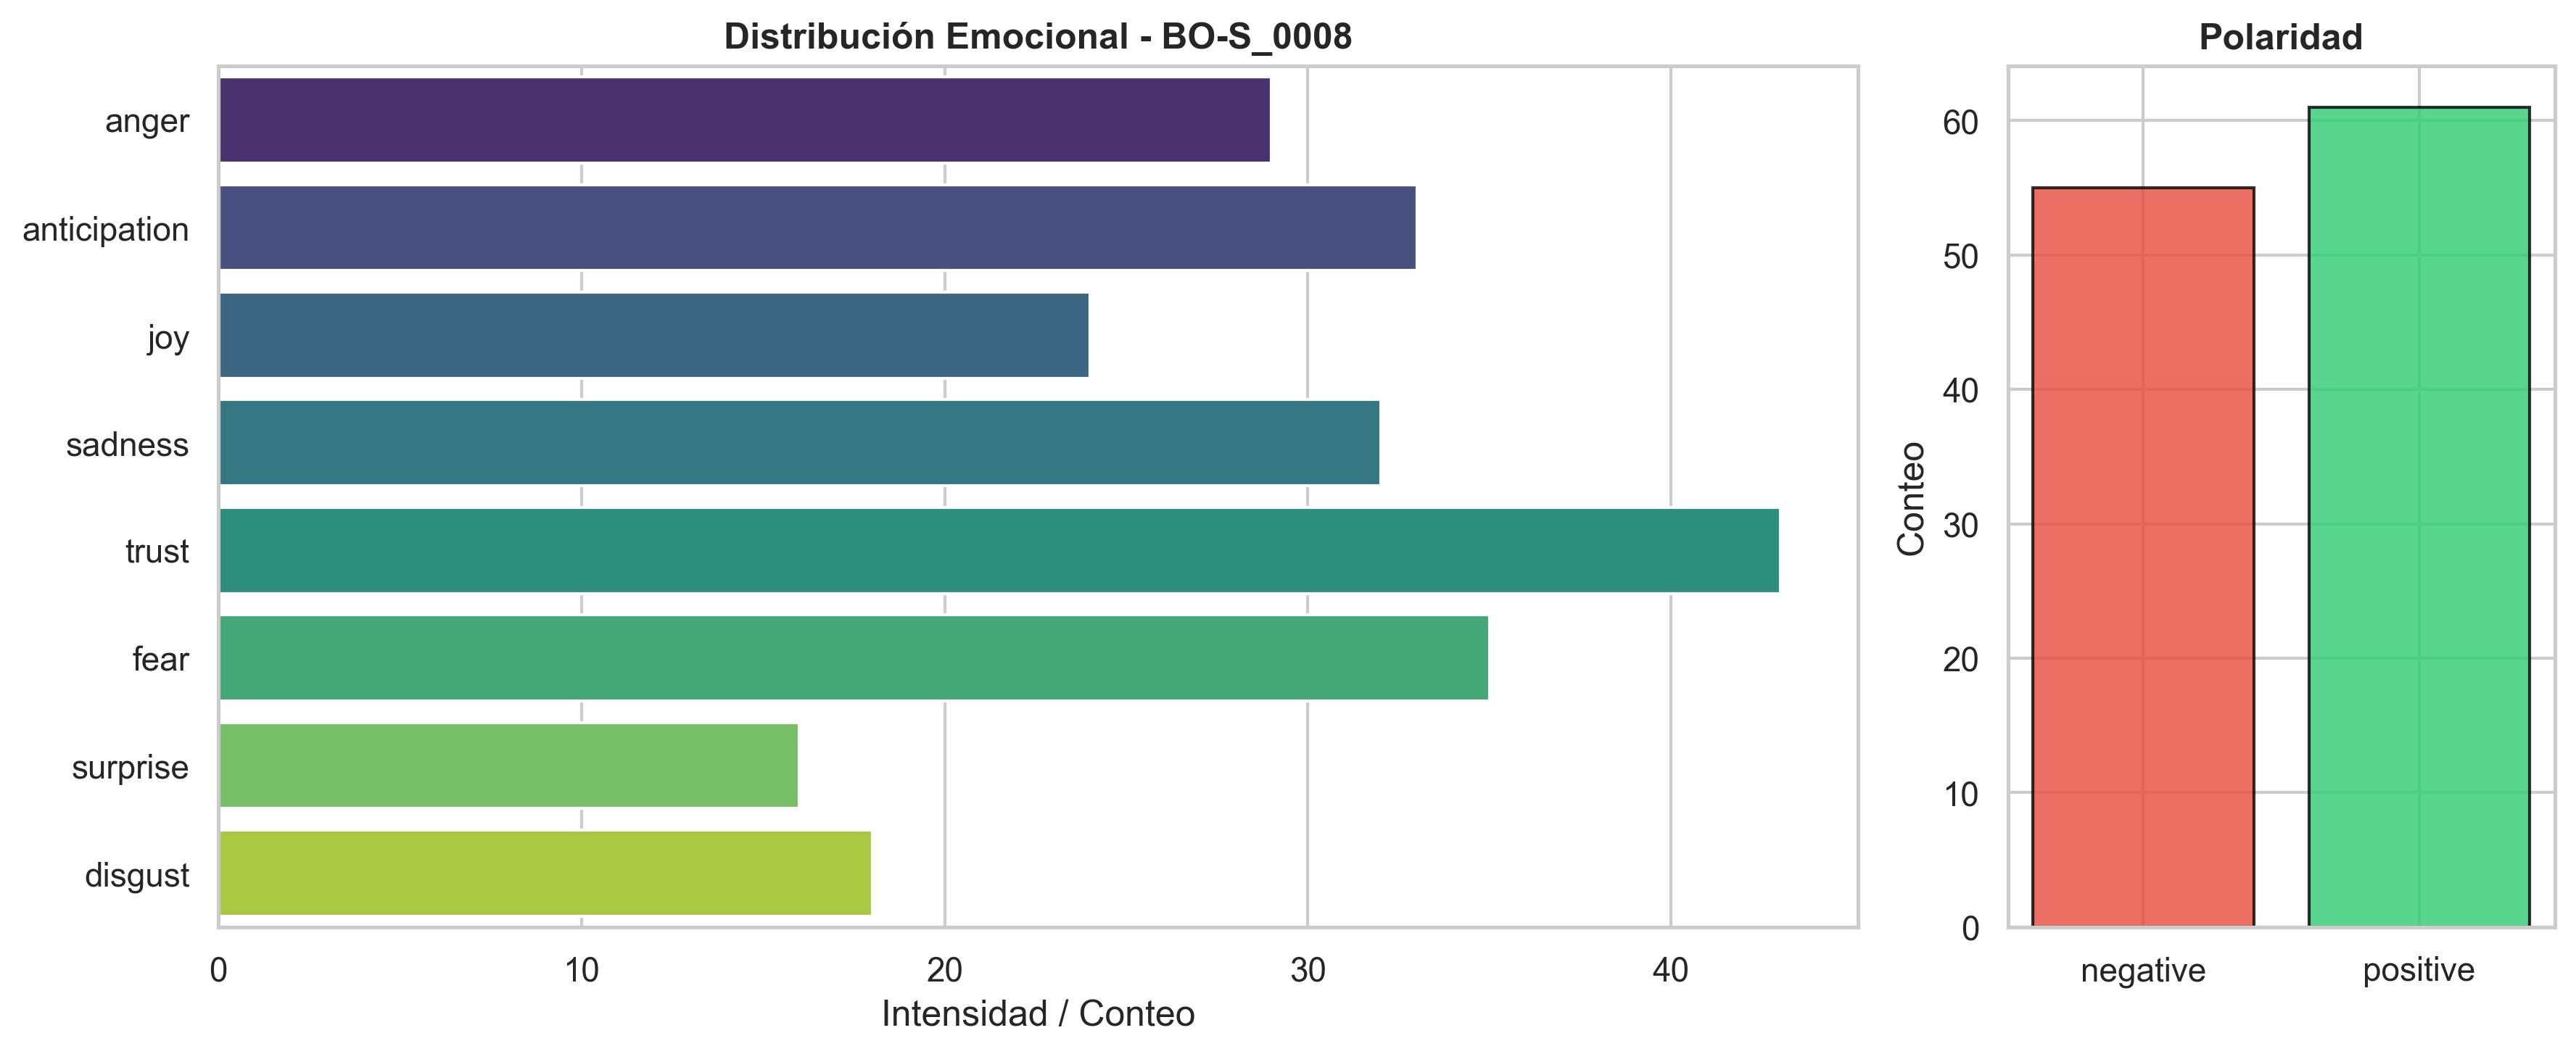 Distribución Emocional - BO-S_0008
anger
anticipation
joy
sadness
trust
fear
surprise
disgust
0 10 20 30 40
Intensidad / Conteo
Polaridad
Conteo
60
50
40
30
20
10
0
negative positive